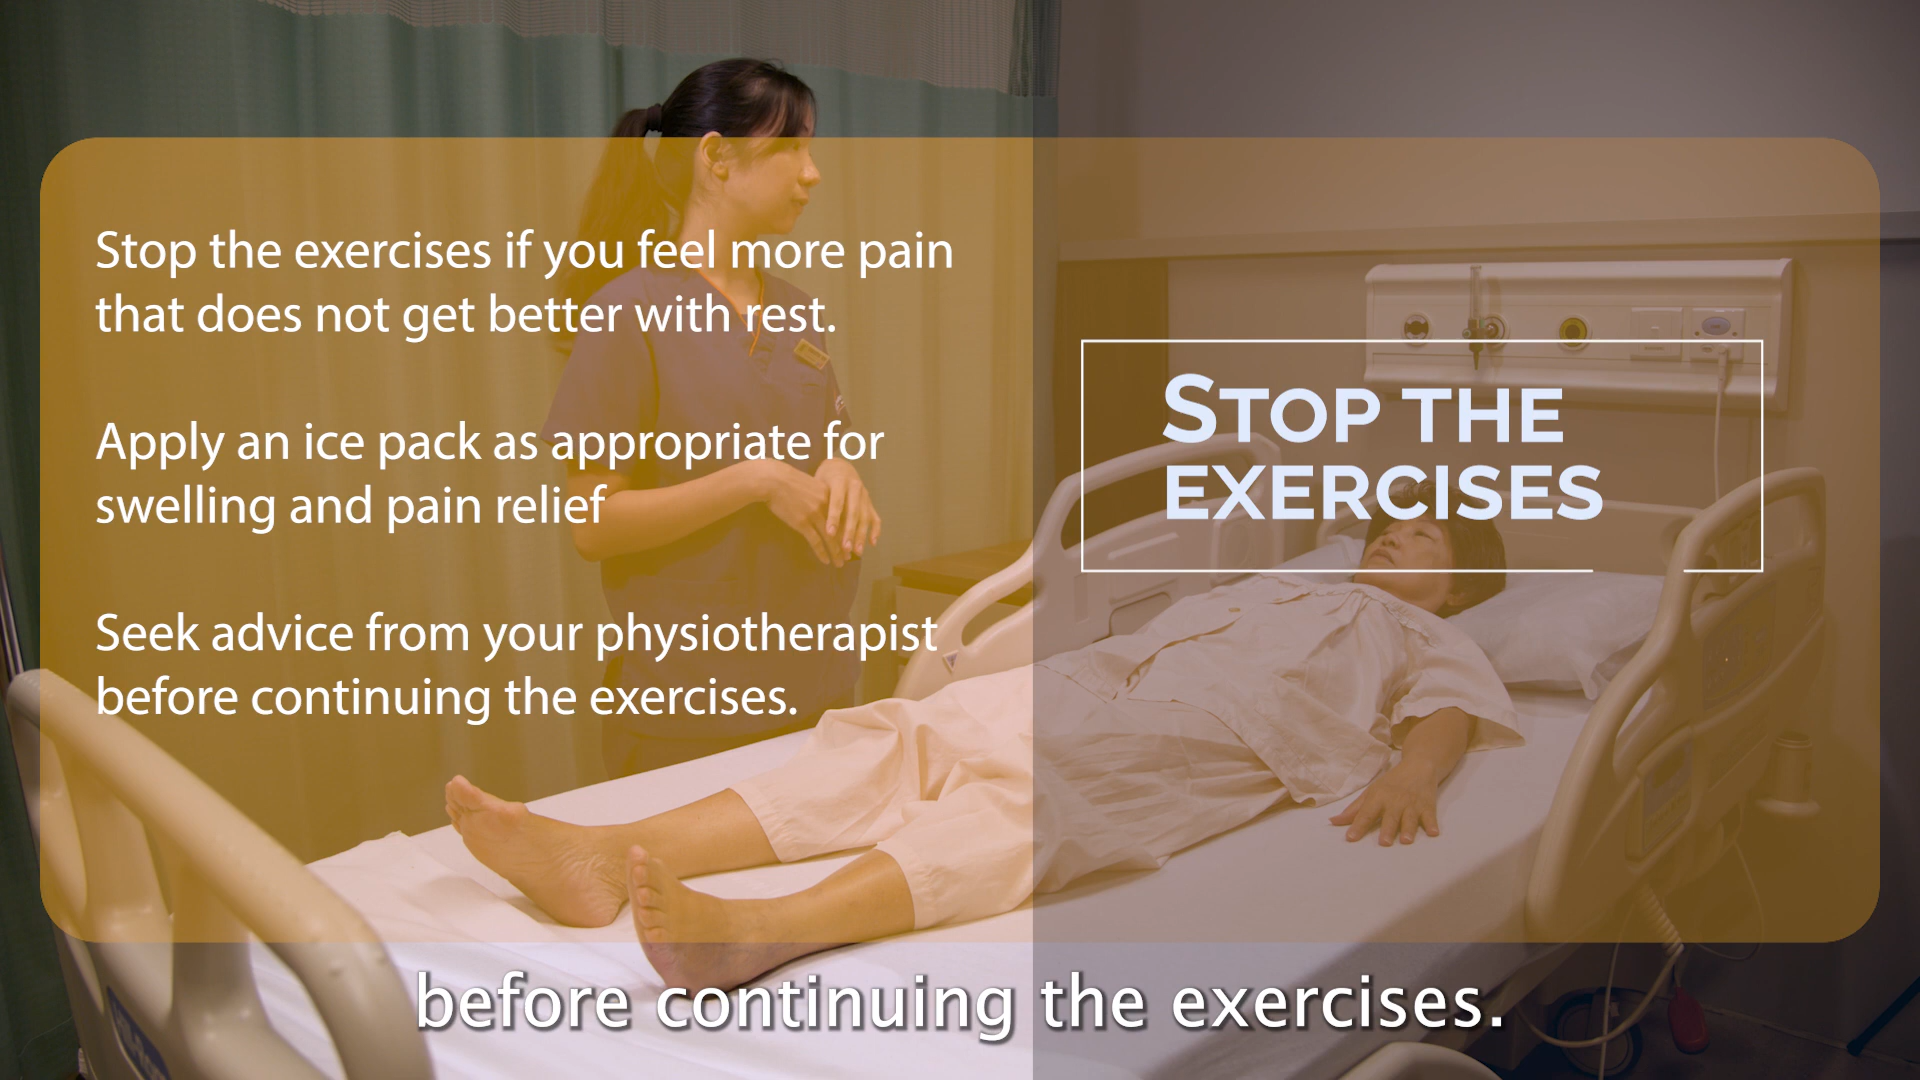 Stop the exercises if you feel more pain
that does not get better with rest.
Apply an ice pack as appropriate for
swelling and pain relief
Seek advice from your physiotherapist
before continuing the exercises.
STOP THE
EXERCISES
before continuing the exercises.